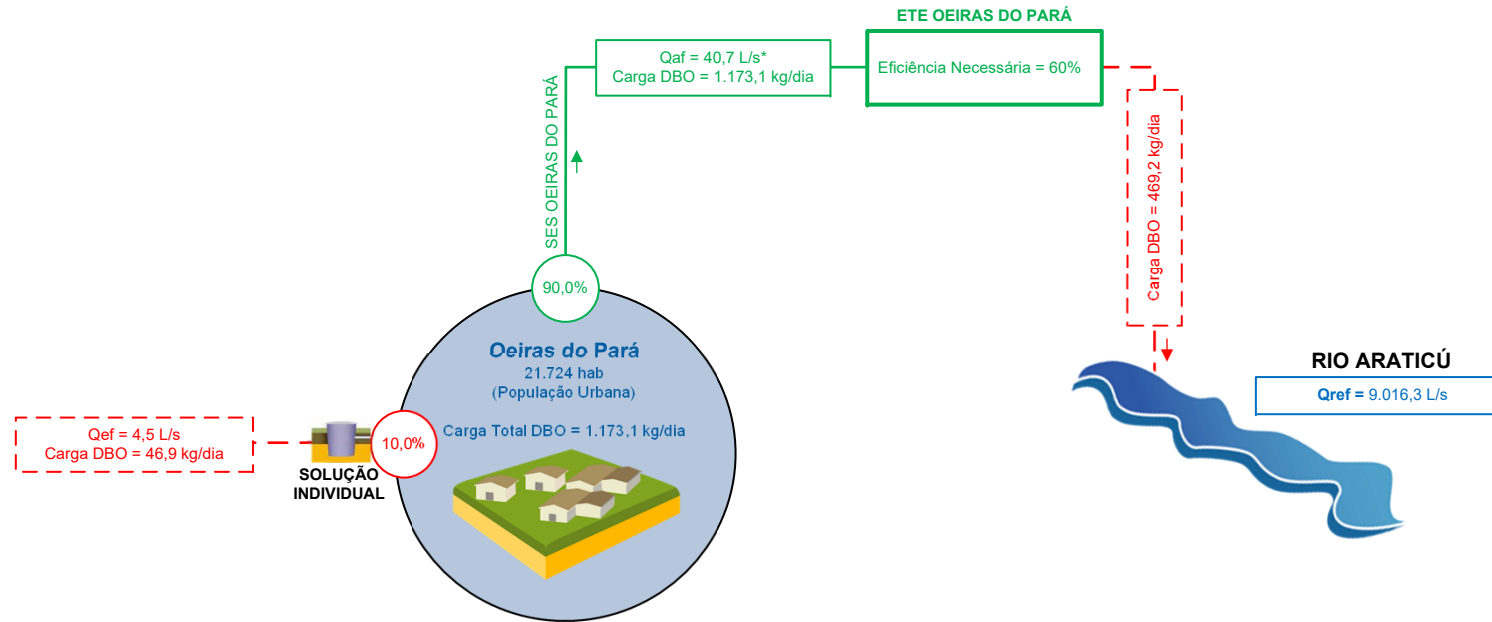 ETE OEIRAS DO PARÁ
Qaf = 40,7 L/s*
Carga DBO = 1.173,1 kg/dia
Eficiência Necessária = 60%
SES OEIRAS DO PARÁ
Carga DBO = 469,2 kg/dia
90,0%
Oeiras do Pará
21.724 hab
(População Urbana)
Carga Total DBO = 1.173,1 kg/dia
10,0%
Qef = 4,5 L/s
Carga DBO = 46,9 kg/dia
SOLUÇÃO
INDIVIDUAL
RIO ARATICÚ
Qref = 9.016,3 L/s